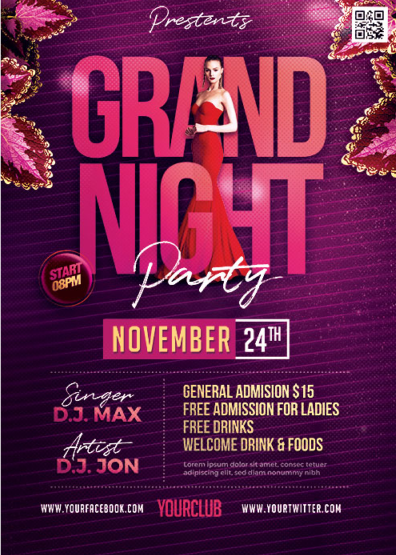 Prestents
GRAND
NIGHT
Party
START
08PM
NOVEMBER 24TH
Singer
D.J. MAX
Artist
D.J. JON
GENERAL ADMISION $15
FREE ADMISSION FOR LADIES
FREE DRINKS
WELCOME DRINK & FOODS
Lorem ipsum dolor sit amet, consec tetuer
adipiscing elit, sed diam nonummy nibh
WWW.YOURFACEBOOK.COM YOURCLUB WWW.YOURTWITTER.COM